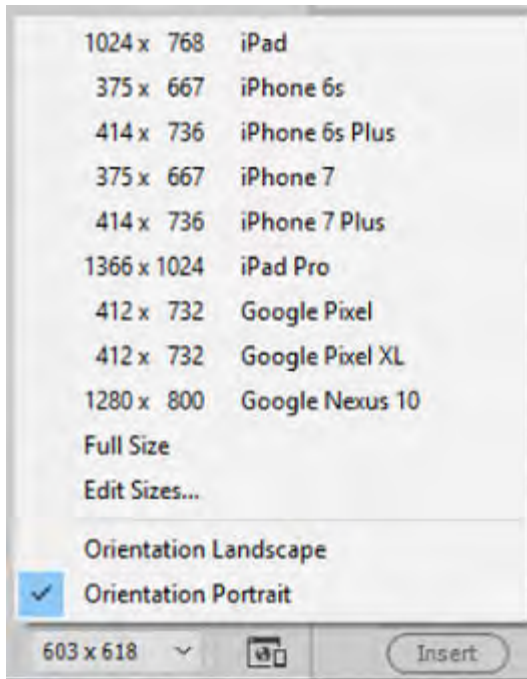 1024 x 768 iPad
375 x 667 iPhone 6s
414 x 736 iPhone 6s Plus
375 x 667 iPhone 7
414 x 736 iPhone 7 Plus
1366 x 1024 iPad Pro
412 x 732 Google Pixel
412 x 732 Google Pixel XL
1280 x 800 Google Nexus 10
Full Size
Edit Sizes...
Orientation Landscape
Orientation Portrait
603 x 618 Insert